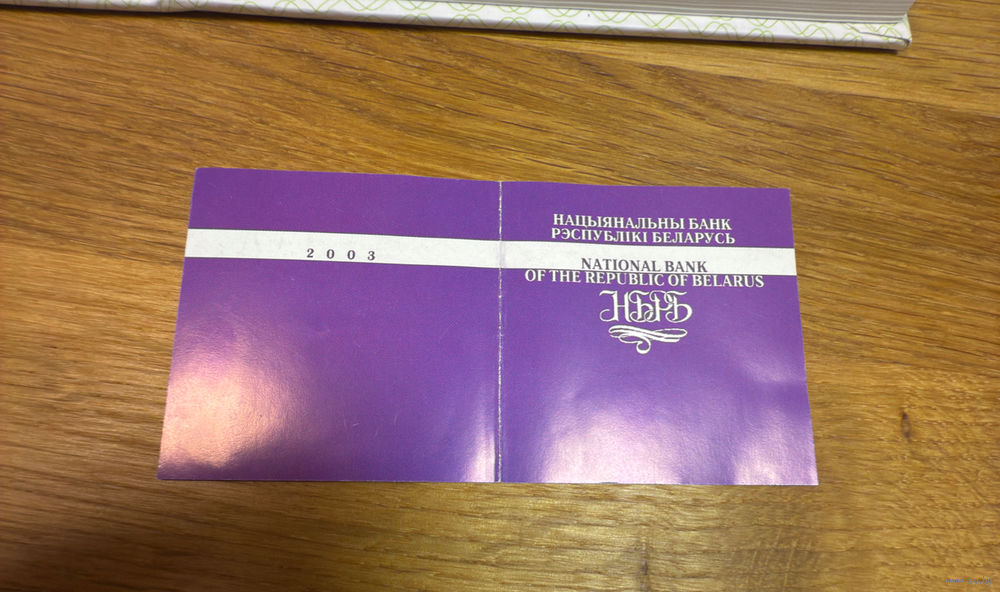 2003
НАЦЫЯНАЛЬНЫ БАНК
РЭСПУБЛІКІ БЕЛАРУСЬ
NATIONAL BANK
OF THE REPUBLIC OF BELARUS
НБРБ